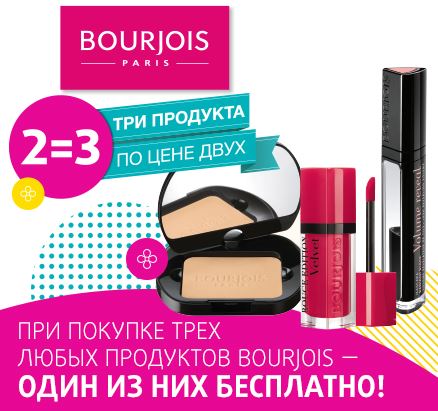 BOURJOIS
PARIS
2=3
ТРИ ПРОДУКТА
ПО ЦЕНЕ ДВУХ
BOURJOIS
Volume reveal
BOURJOIS
ROUGE EDITION
Velvet
BOURJOIS
ПРИ ПОКУПКЕ ТРЕХ
ЛЮБЫХ ПРОДУКТОВ BOURJOIS –
ОДИН ИЗ НИХ БЕСПЛАТНО!